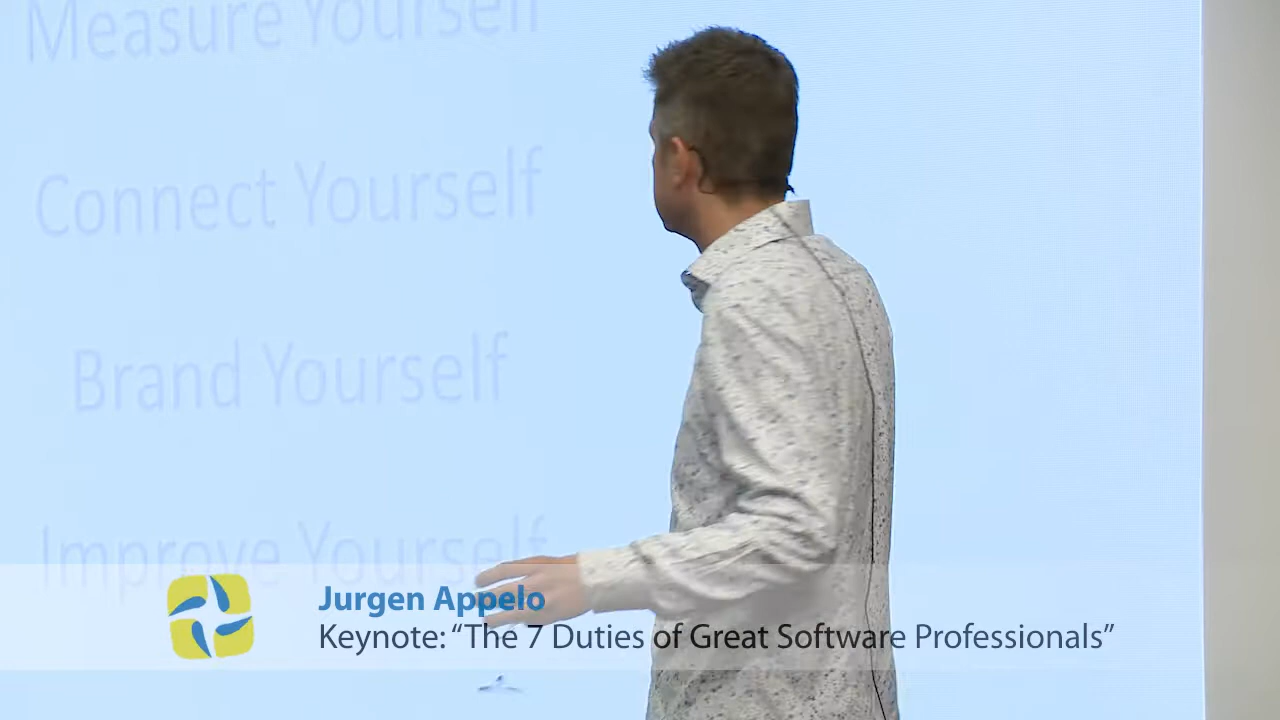 Measure Yourself
Connect Yourself
Brand Yourself
Improve Yourself
Jurgen Appelo
Keynote: “The 7 Duties of Great Software Professionals”